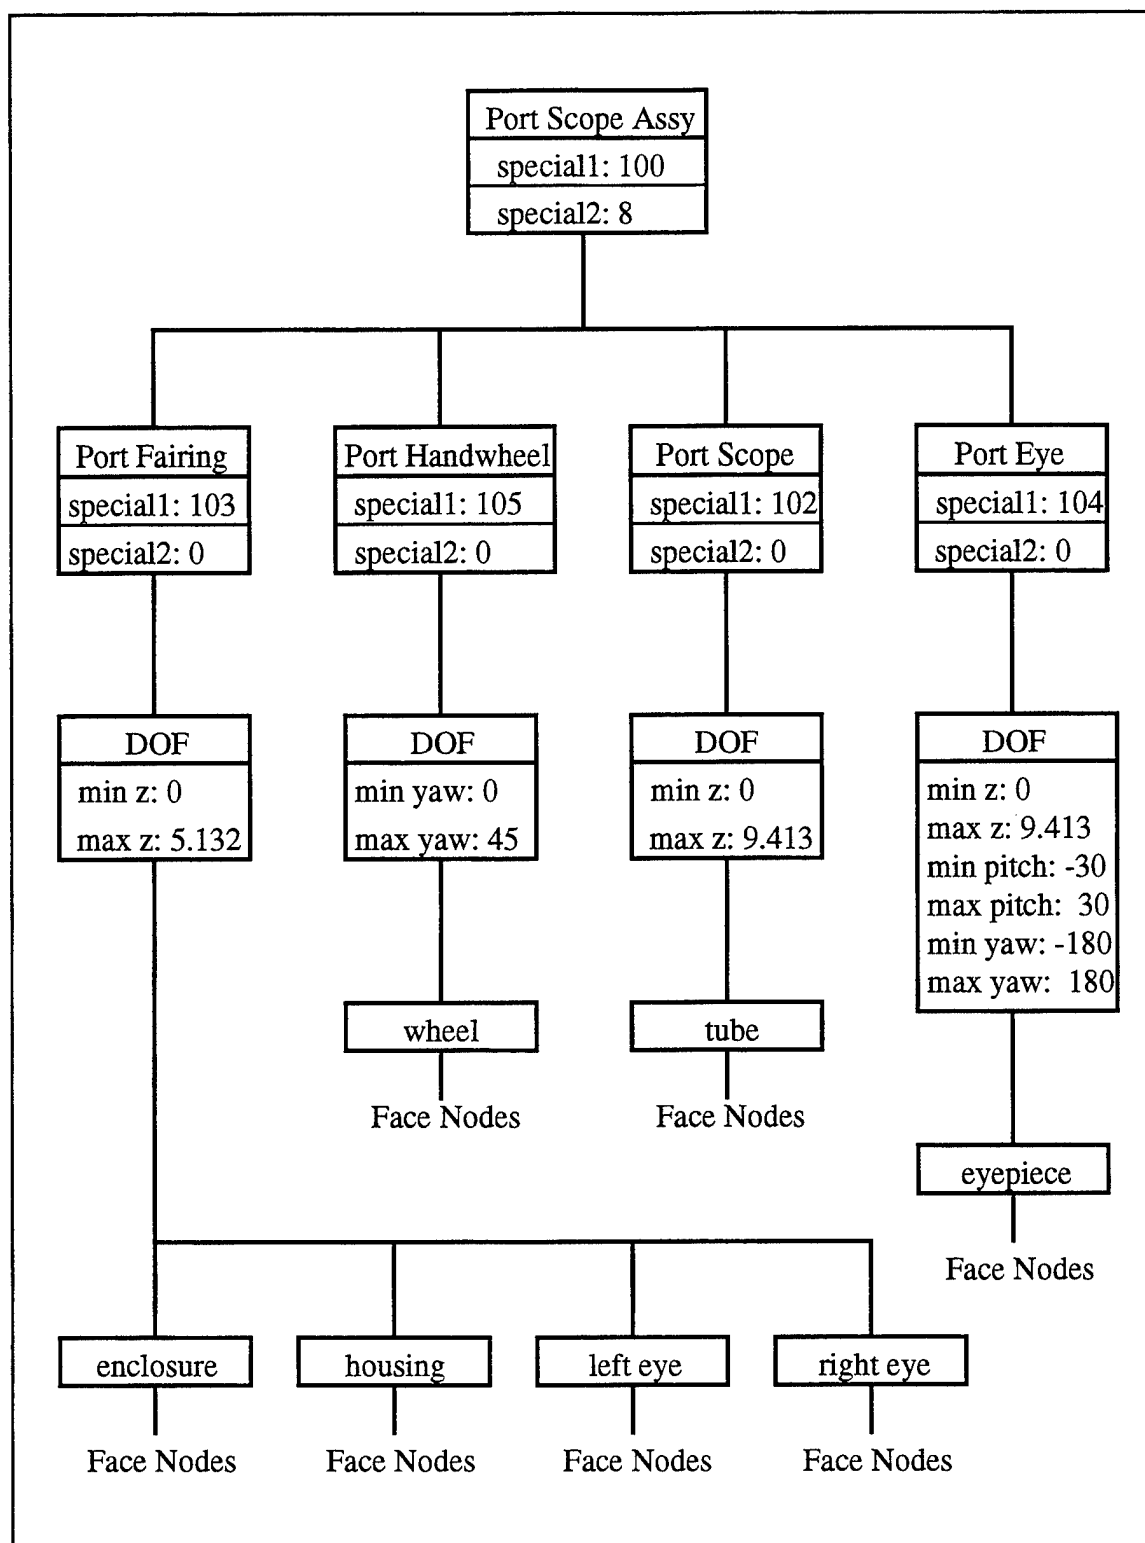 Port Scope Assy
special1: 100
special2: 8
Port Fairing
special1: 103
special2: 0
Port Handwheel
special1: 105
special2: 0
Port Scope
special1: 102
special2: 0
Port Eye
special1: 104
special2: 0
DOF
min z: 0
max z: 5.132
DOF
min yaw: 0
max yaw: 45
DOF
min z: 0
max z: 9.413
DOF
min z: 0
max z: 9.413
min pitch: -30
max pitch: 30
min yaw: -180
max yaw: 180
wheel
Face Nodes
tube
Face Nodes
eyepiece
Face Nodes
enclosure
Face Nodes
housing
Face Nodes
left eye
Face Nodes
right eye
Face Nodes